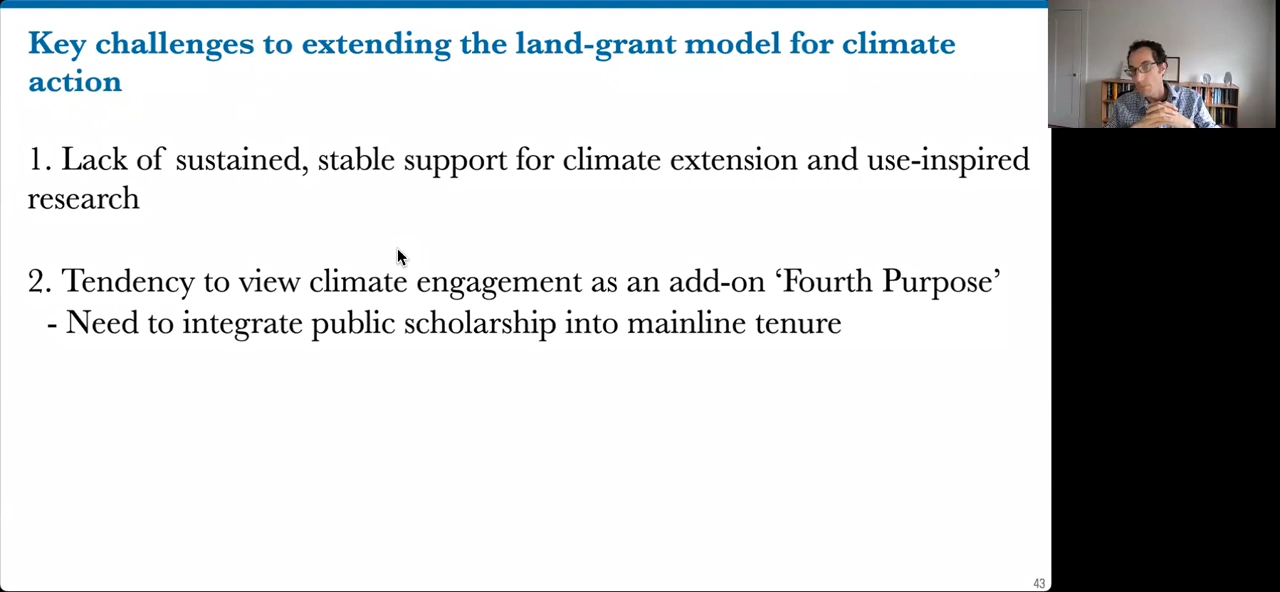 Key challenges to extending the land-grant model for climate
action
1. Lack of sustained, stable support for climate extension and use-inspired
research
2. Tendency to view climate engagement as an add-on ‘Fourth Purpose’
- Need to integrate public scholarship into mainline tenure
43